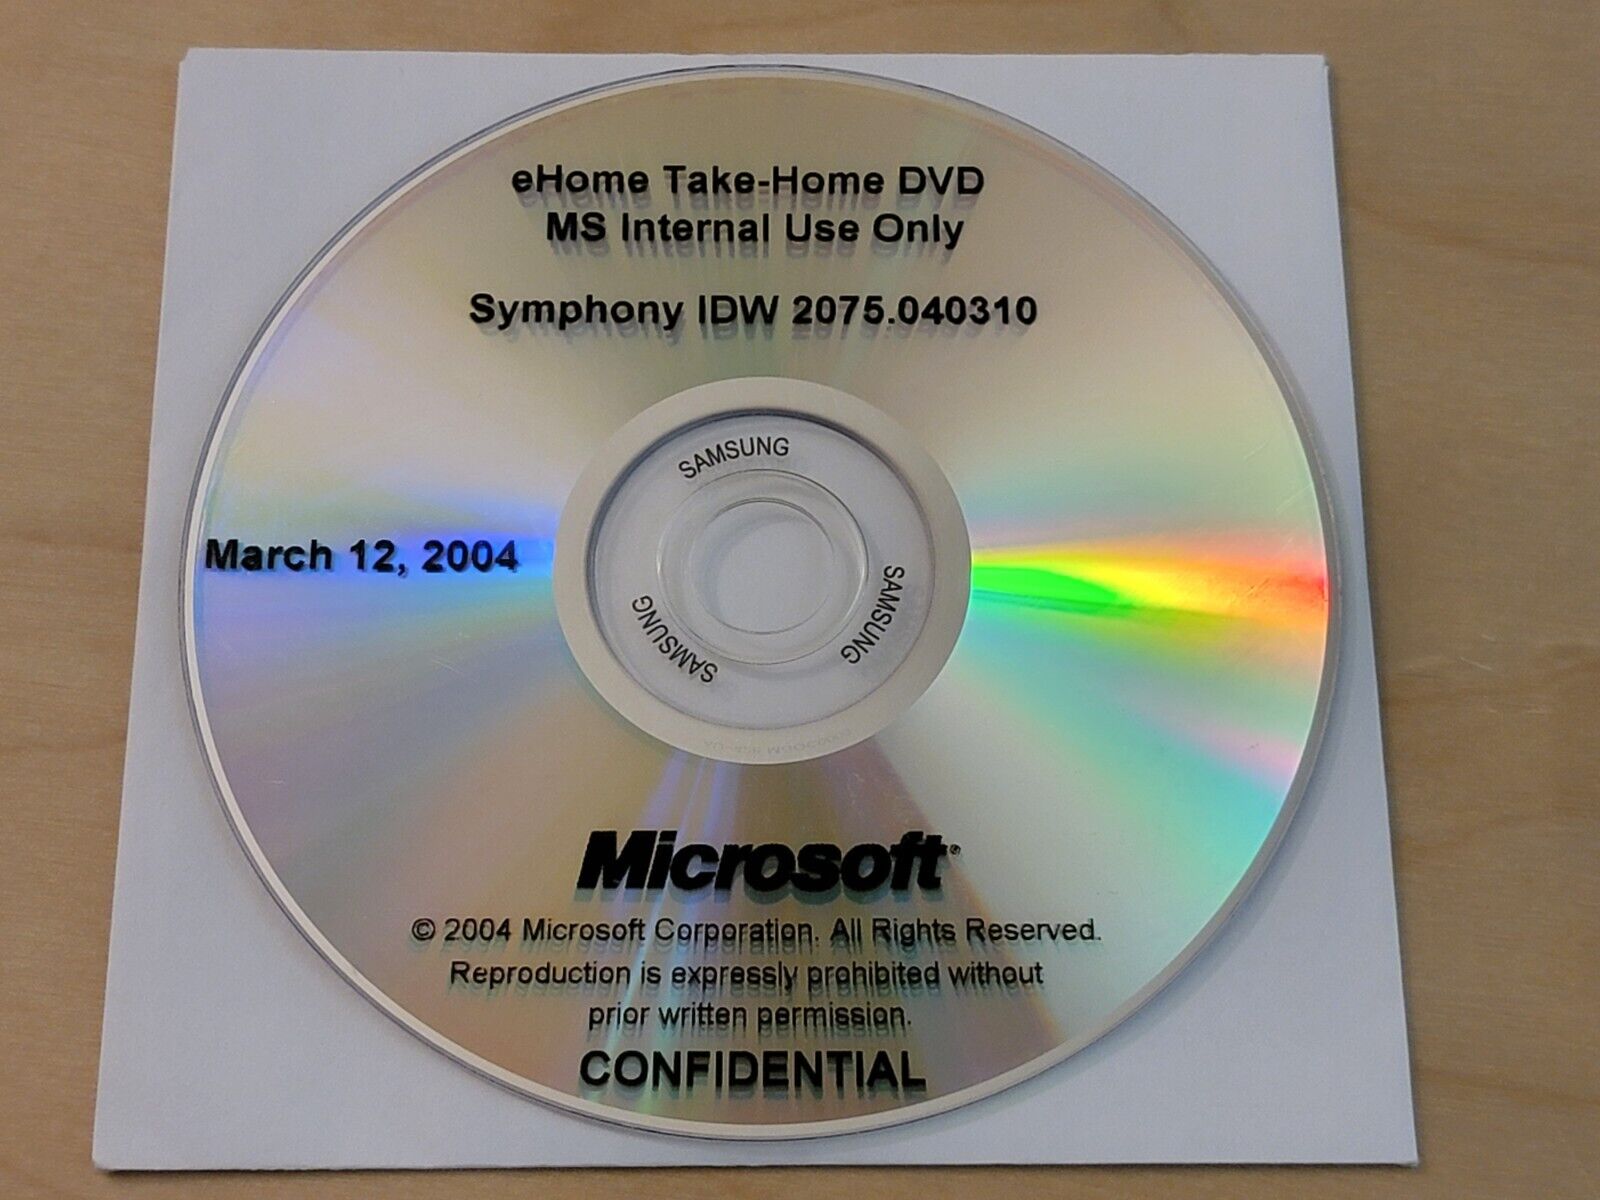 eHome Take-Home DVD
MS Internal Use Only
Symphony IDW 2075.040310
SAMSUNG
SAMSUNG
SAMSUNG
March 12, 2004
Microsoft®
© 2004 Microsoft Corporation. All Rights Reserved.
Reproduction is expressly prohibited without
prior written permission.
CONFIDENTIAL